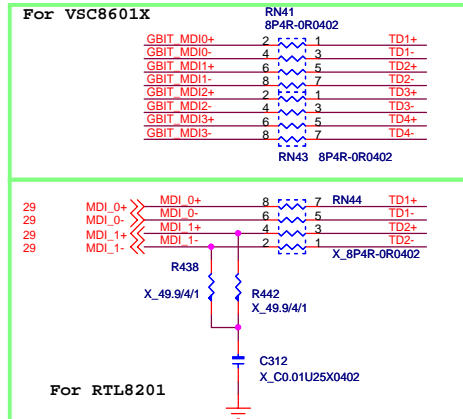 For VSC8601X
RN41
8P4R-0R0402
GBIT_MDI0+ 2 1 TD1+
GBIT_MDI0- 4 3 TD1-
GBIT_MDI1+ 6 5 TD2+
GBIT_MDI1- 8 7 TD2-
GBIT_MDI2+ 2 1 TD3+
GBIT_MDI2- 4 3 TD3-
GBIT_MDI3+ 6 5 TD4+
GBIT_MDI3- 8 7 TD4-
RN43 8P4R-0R0402
29 MDI_0+ MDI_0+ 8 7 RN44 TD1+
29 MDI_0- MDI_0- 6 5 TD1-
29 MDI_1+ MDI_1+ 4 3 TD2+
29 MDI_1- MDI_1- 2 1 TD2-
X_8P4R-0R0402
R438
X_49.9/4/1
R442
X_49.9/4/1
C312
X_C0.01U25X0402
For RTL8201